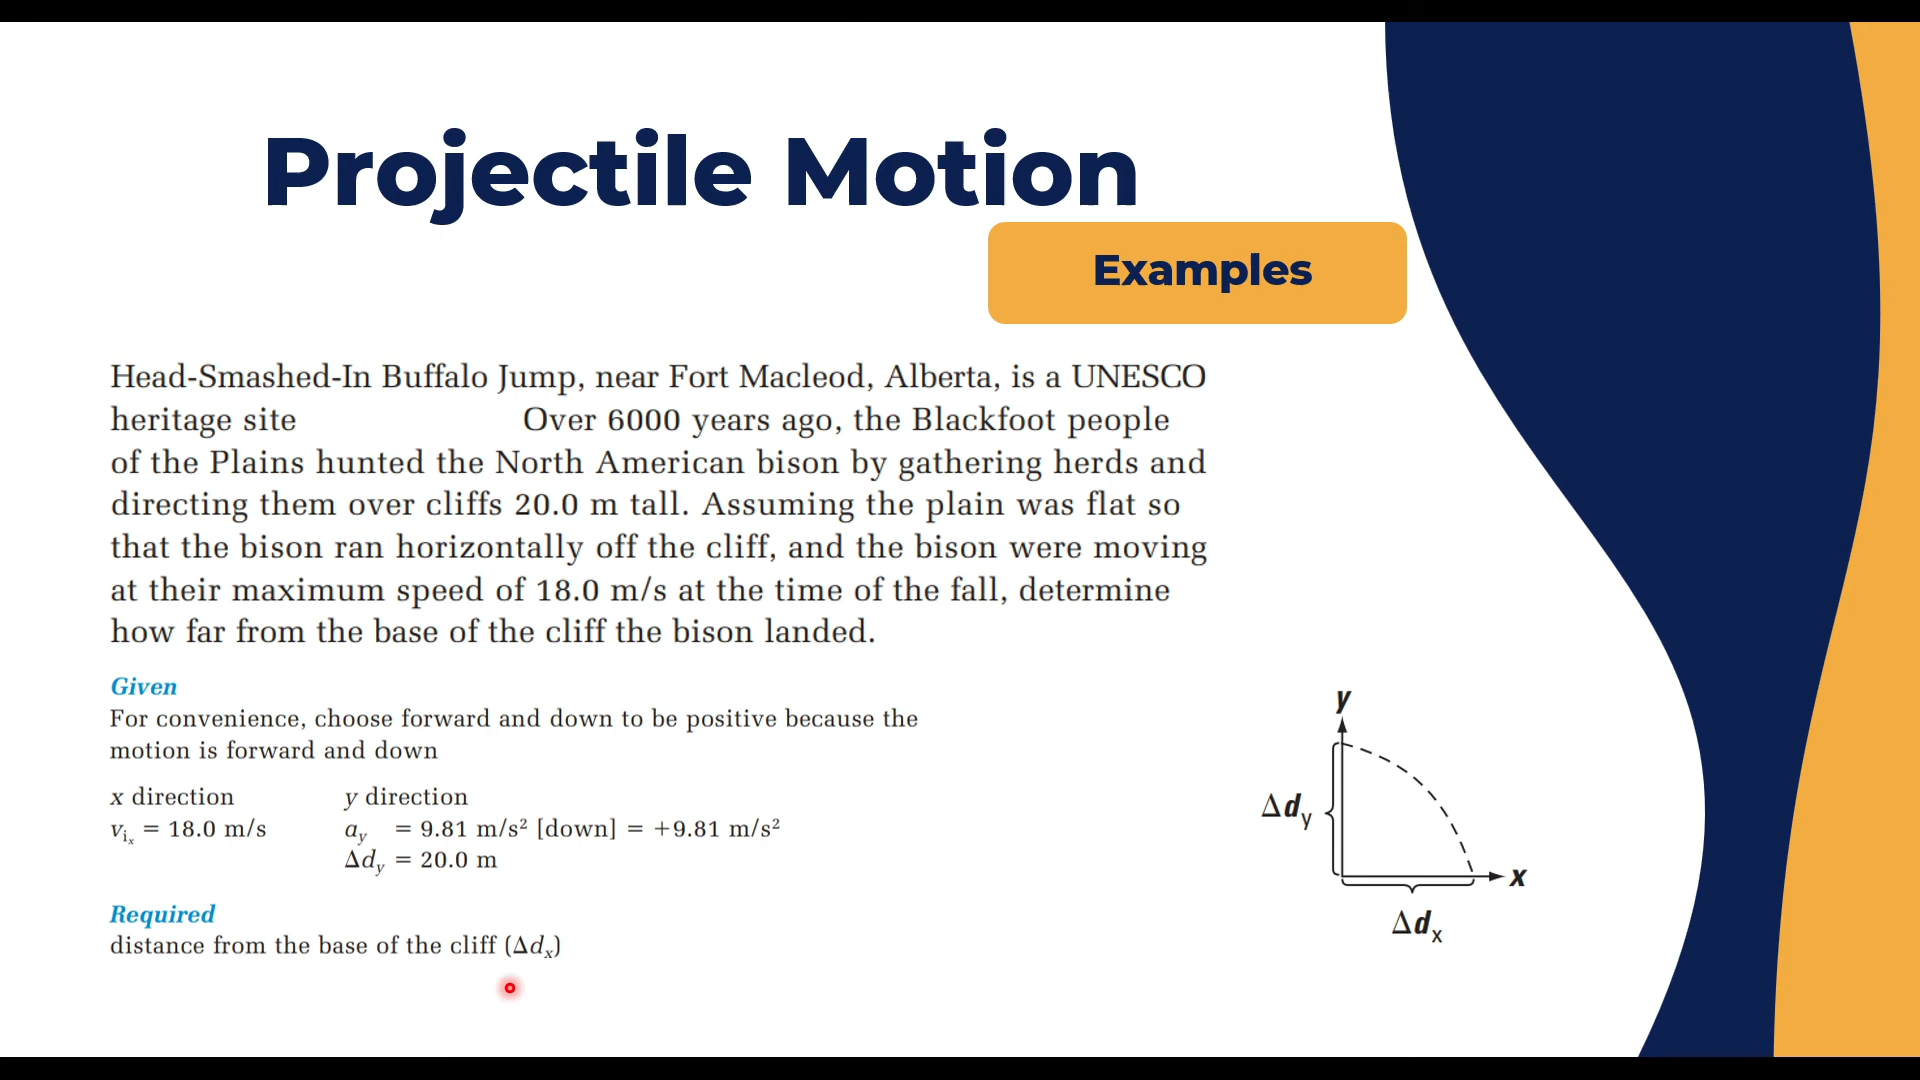 Projectile Motion
Examples
Head-Smashed-In Buffalo Jump, near Fort Macleod, Alberta, is a UNESCO
heritage site Over 6000 years ago, the Blackfoot people
of the Plains hunted the North American bison by gathering herds and
directing them over cliffs 20.0 m tall. Assuming the plain was flat so
that the bison ran horizontally off the cliff, and the bison were moving
at their maximum speed of 18.0 m/s at the time of the fall, determine
how far from the base of the cliff the bison landed.
Given
For convenience, choose forward and down to be positive because the
motion is forward and down
x direction y direction
vᵢₓ = 18.0 m/s a_y = 9.81 m/s² [down] = +9.81 m/s²
Δd_y = 20.0 m
Required
distance from the base of the cliff (Δdₓ)
y
Δd_y
x
Δdₓ